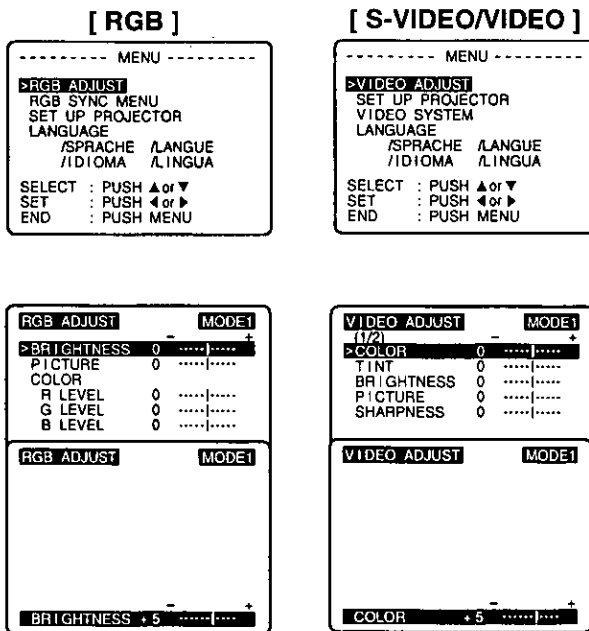 [ RGB ]
--------- MENU ---------
>RGB ADJUST
RGB SYNC MENU
SET UP PROJECTOR
LANGUAGE
/SPRACHE /LANGUE
/IDIOMA /LINGUA
SELECT : PUSH ▲ or ▼
SET : PUSH ◀ or ▶
END : PUSH MENU
[ S-VIDEO/VIDEO ]
--------- MENU ---------
>VIDEO ADJUST
SET UP PROJECTOR
VIDEO SYSTEM
LANGUAGE
/SPRACHE /LANGUE
/IDIOMA /LINGUA
SELECT : PUSH ▲ or ▼
SET : PUSH ◀ or ▶
END : PUSH MENU
RGB ADJUST MODE1
- +
>BRIGHTNESS 0 -----|-----
PICTURE 0 -----|-----
COLOR
R LEVEL 0 -----|-----
G LEVEL 0 -----|-----
B LEVEL 0 -----|-----
RGB ADJUST MODE1
- +
BRIGHTNESS +5 ------|----
VIDEO ADJUST MODE1
(1/2) - +
>COLOR 0 -----|-----
TINT 0 -----|-----
BRIGHTNESS 0 -----|-----
PICTURE 0 -----|-----
SHARPNESS 0 -----|-----
VIDEO ADJUST MODE1
- +
COLOR +5 ------|----